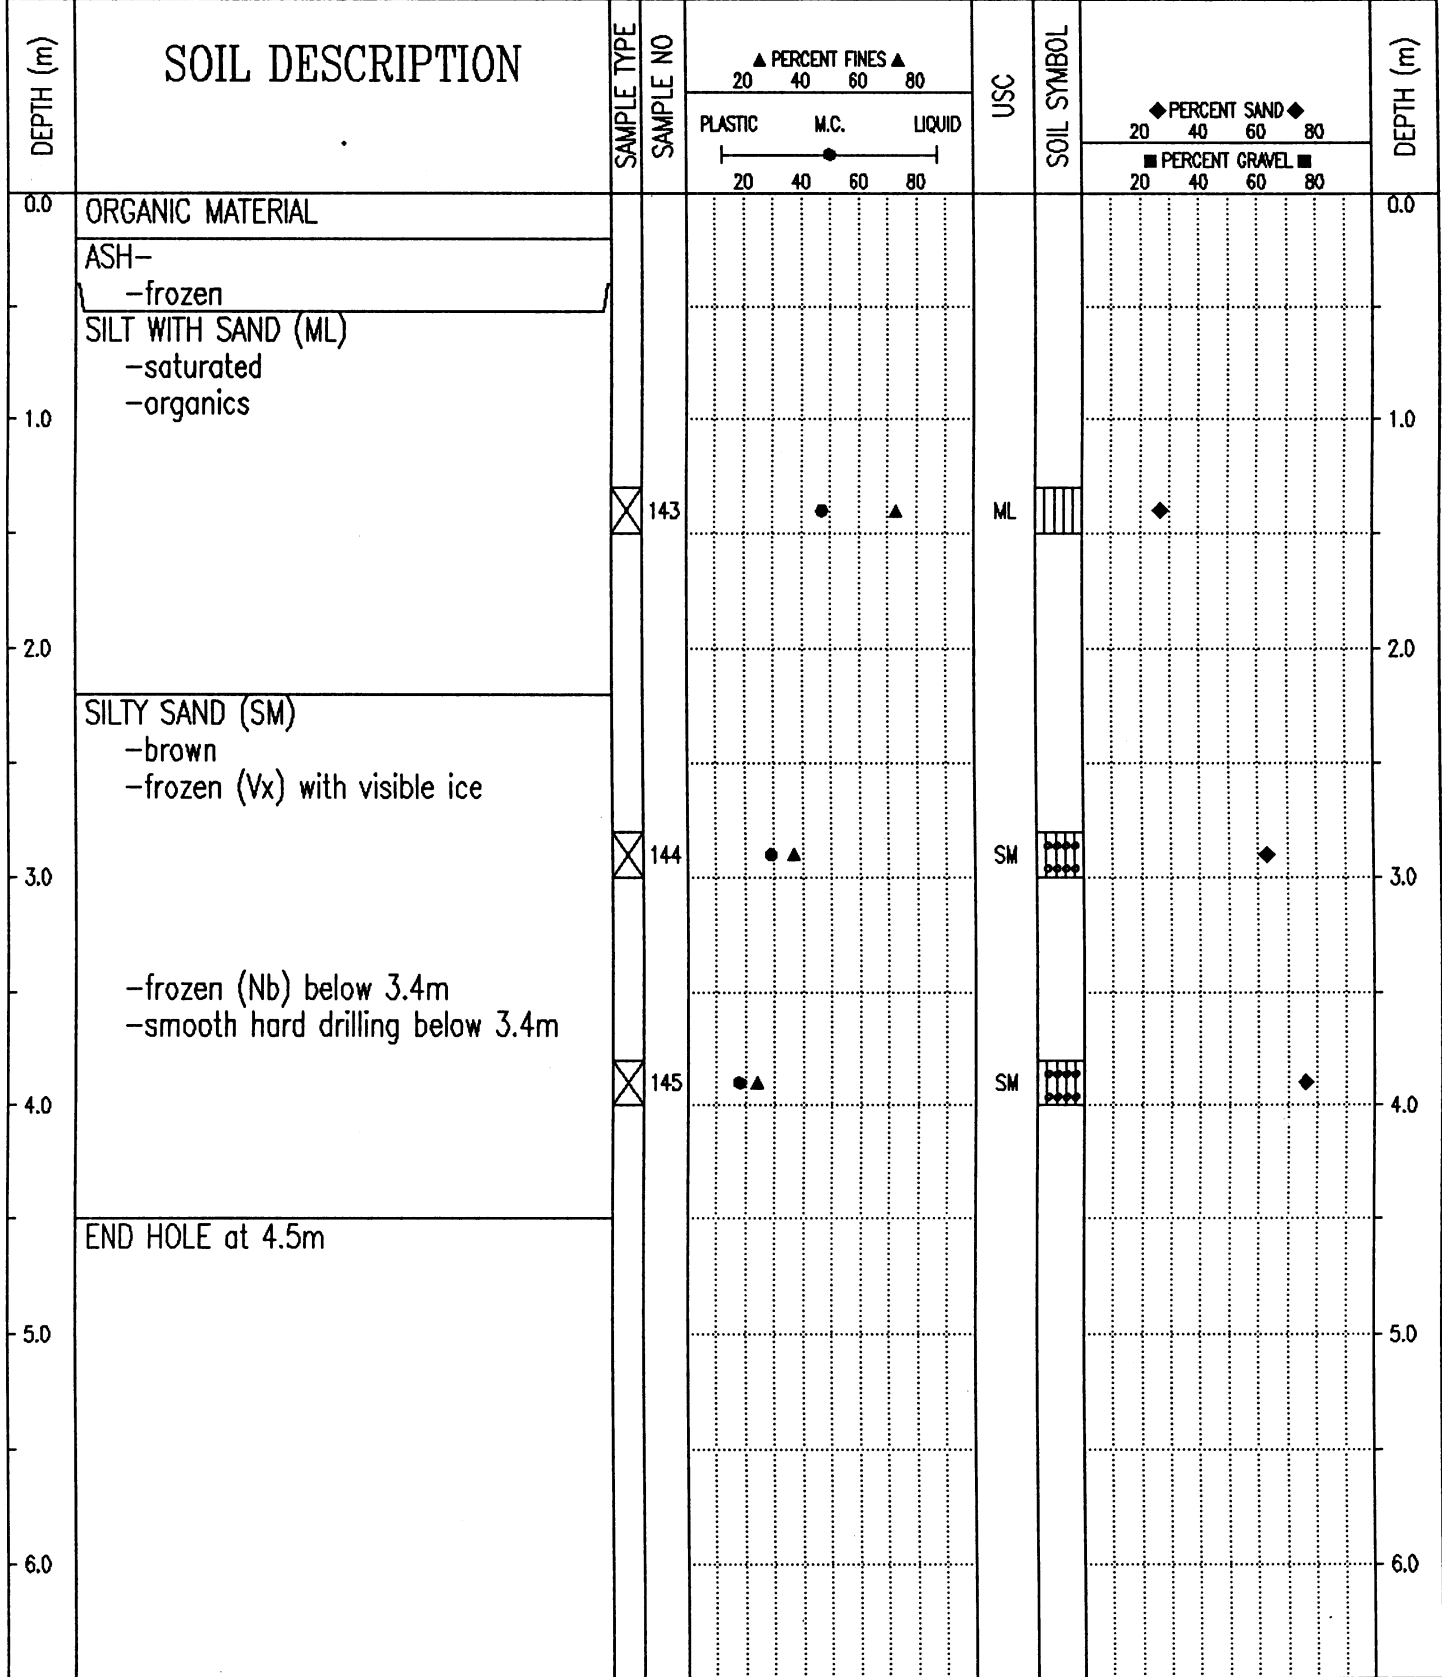 DEPTH (m)
SOIL DESCRIPTION
SAMPLE TYPE
SAMPLE NO
▲ PERCENT FINES ▲
20 40 60 80
PLASTIC M.C. LIQUID
20 40 60 80
USC
SOIL SYMBOL
◆ PERCENT SAND ◆
20 40 60 80
■ PERCENT GRAVEL ■
20 40 60 80
DEPTH (m)
0.0 ORGANIC MATERIAL 0.0
ASH-
-frozen
SILT WITH SAND (ML)
-saturated
-organics
1.0 1.0
143 ML
2.0 2.0
SILTY SAND (SM)
-brown
-frozen (Vx) with visible ice
144 SM
3.0 3.0
-frozen (Nb) below 3.4m
-smooth hard drilling below 3.4m
145 SM
4.0 4.0
END HOLE at 4.5m
5.0 5.0
6.0 6.0